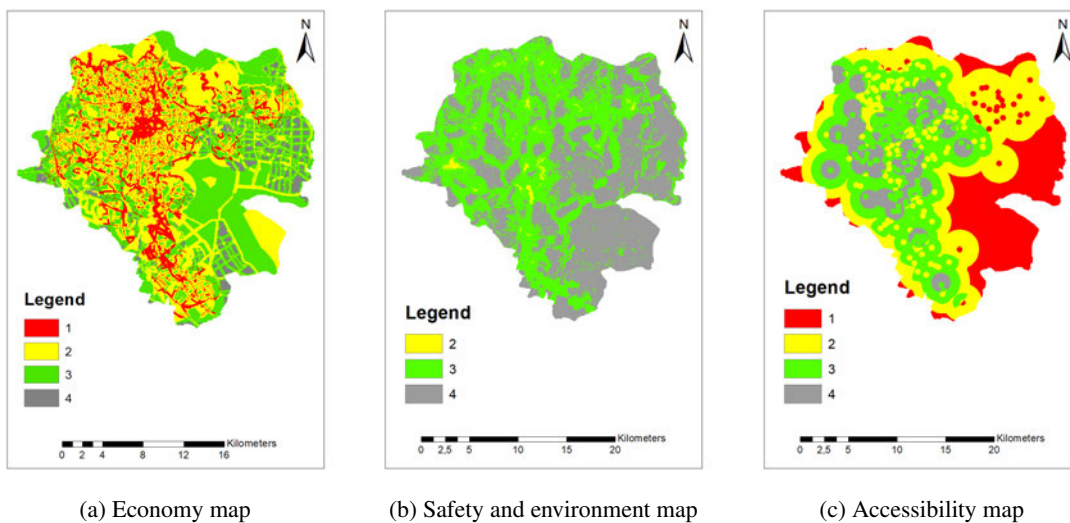 N
Legend
1
2
3
4
Kilometers
0 2 4 8 12 16
(a) Economy map
N
Legend
2
3
4
Kilometers
0 2,5 5 10 15 20
(b) Safety and environment map
N
Legend
1
2
3
4
Kilometers
0 2,5 5 10 15 20
(c) Accessibility map